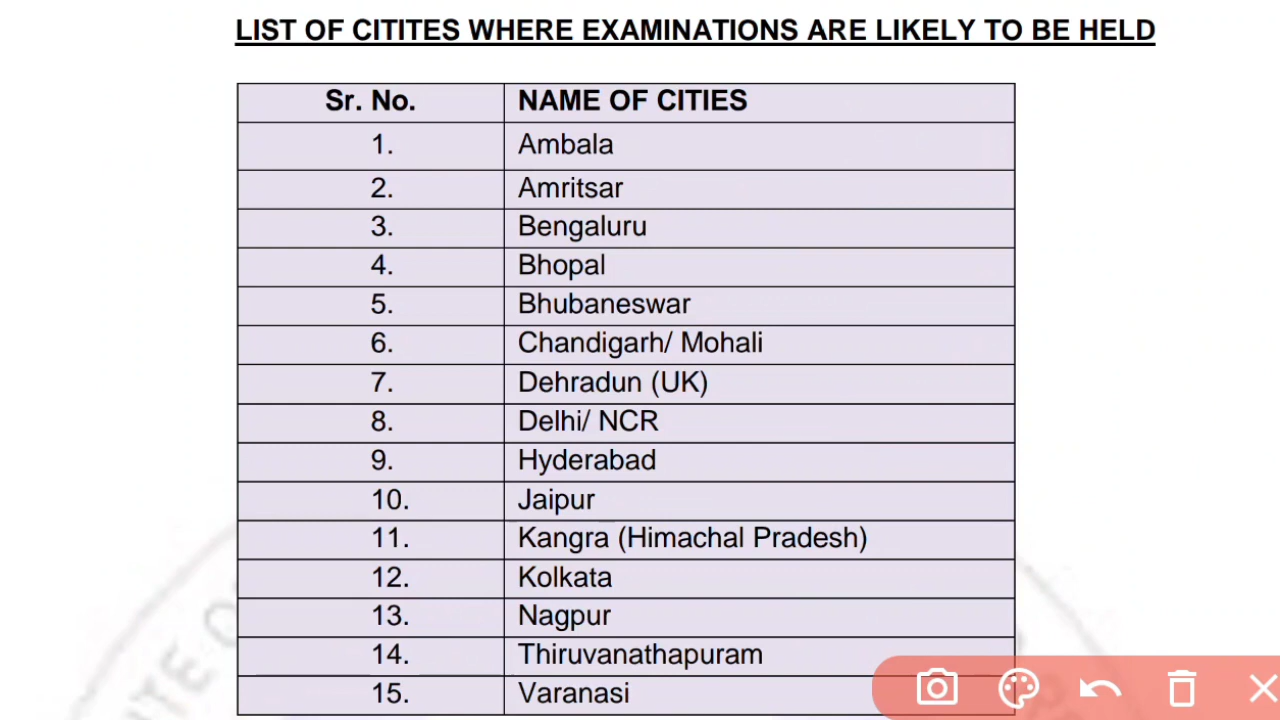 LIST OF CITITES WHERE EXAMINATIONS ARE LIKELY TO BE HELD
Sr. No. NAME OF CITIES
1. Ambala
2. Amritsar
3. Bengaluru
4. Bhopal
5. Bhubaneswar
6. Chandigarh/ Mohali
7. Dehradun (UK)
8. Delhi/ NCR
9. Hyderabad
10. Jaipur
11. Kangra (Himachal Pradesh)
12. Kolkata
13. Nagpur
14. Thiruvanathapuram
15. Varanasi